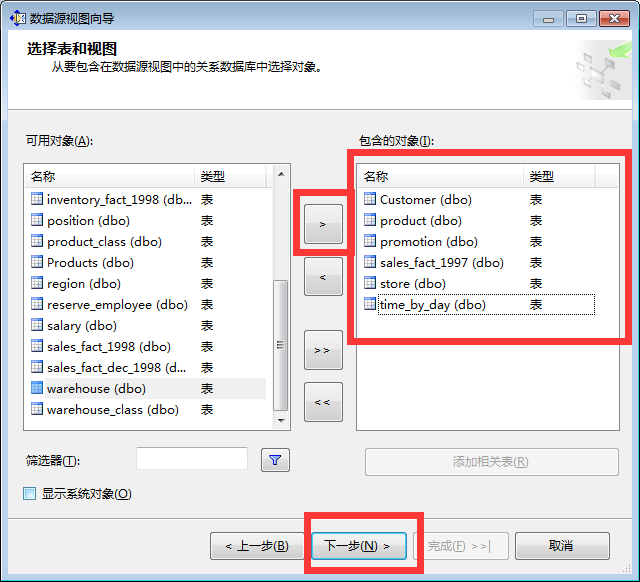 数据源视图向导
选择表和视图
从要包含在数据源视图中的关系数据库中选择对象。
可用对象(A):
名称 类型
inventory_fact_1998 (db... 表
position (dbo) 表
product_class (dbo) 表
Products (dbo) 表
region (dbo) 表
reserve_employee (dbo) 表
salary (dbo) 表
sales_fact_1998 (dbo) 表
sales_fact_dec_1998 (d... 表
warehouse (dbo) 表
warehouse_class (dbo) 表
>
<
>>
<<
包含的对象(I):
名称 类型
Customer (dbo) 表
product (dbo) 表
promotion (dbo) 表
sales_fact_1997 (dbo) 表
store (dbo) 表
time_by_day (dbo) 表
筛选器(T):
添加相关表(R)
显示系统对象(O)
< 上一步(B)
下一步(N) >
完成(F) >>|
取消